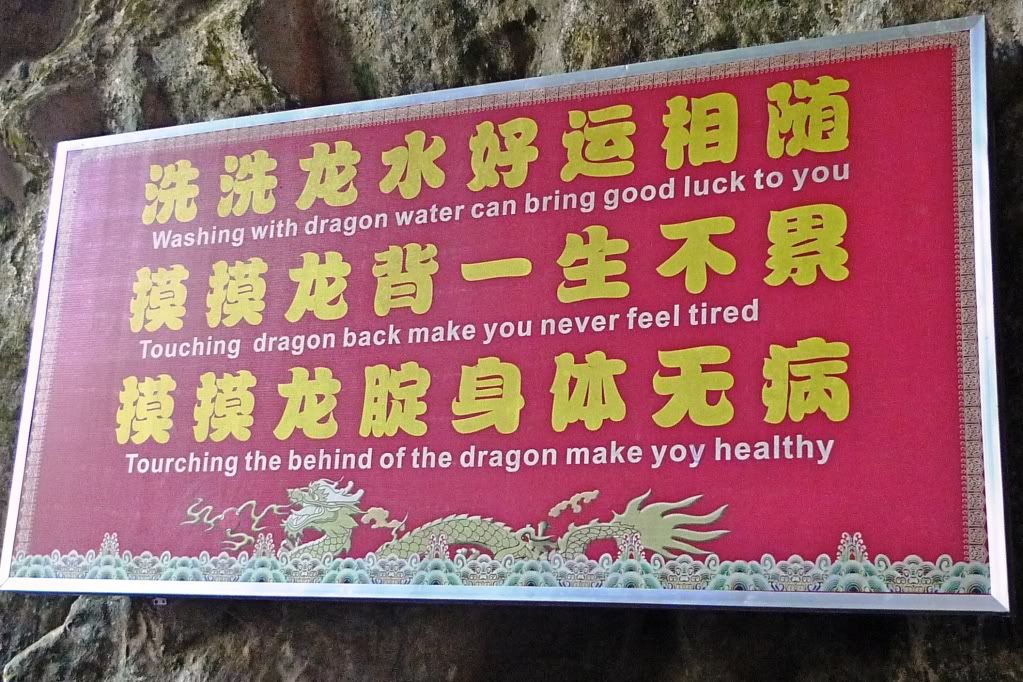 洗洗龙水好运相随
Washing with dragon water can bring good luck to you
摸摸龙背一生不累
Touching dragon back make you never feel tired
摸摸龙腚身体无病
Tourching the behind of the dragon make yoy healthy